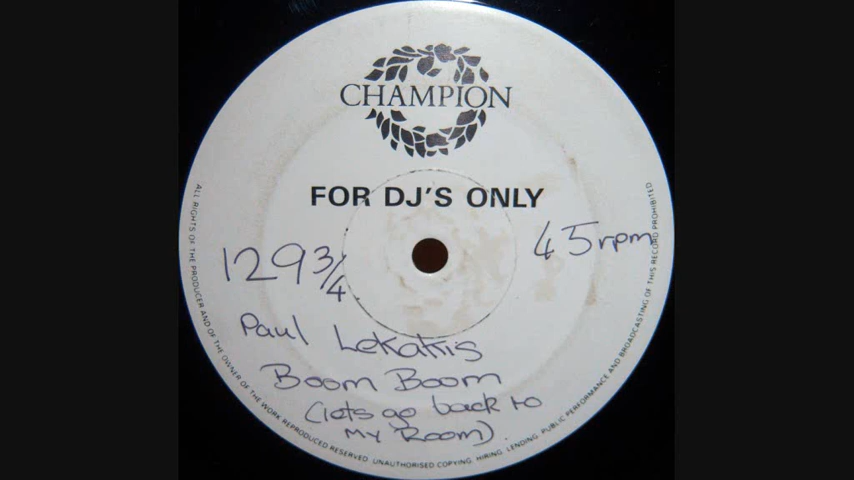 CHAMPION
FOR DJ'S ONLY
129 3/4
45rpm
Paul Lekakis
Boom Boom
(lets go back to
my Room).
ALL RIGHTS OF THE PRODUCER AND OF THE OWNER OF THE WORK REPRODUCED RESERVED UNAUTHORISED COPYING, HIRING, LENDING, PUBLIC PERFORMANCE AND BROADCASTING OF THIS RECORD PROHIBITED